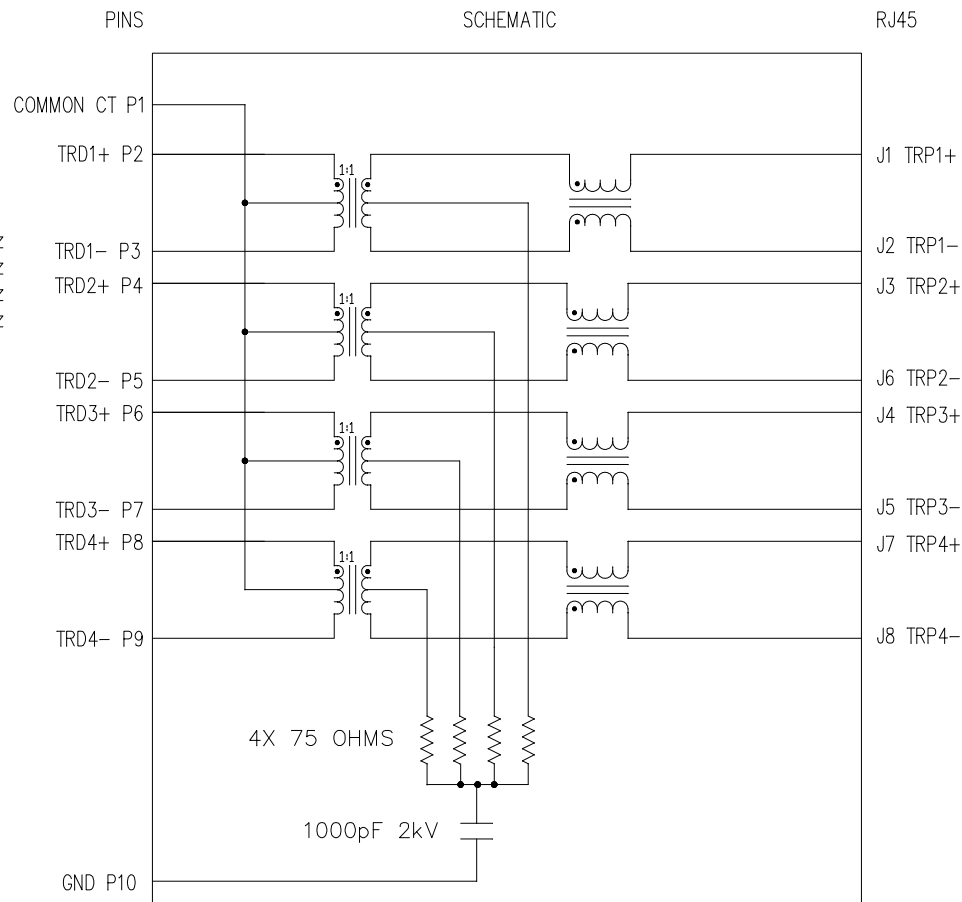 PINS SCHEMATIC RJ45
COMMON CT P1
TRD1+ P2
1:1
J1 TRP1+
TRD1- P3
J2 TRP1-
Z
Z
Z
Z
TRD2+ P4
1:1
J3 TRP2+
TRD2- P5
J6 TRP2-
TRD3+ P6
1:1
J4 TRP3+
TRD3- P7
J5 TRP3-
TRD4+ P8
1:1
J7 TRP4+
TRD4- P9
J8 TRP4-
4X 75 OHMS
1000pF 2kV
GND P10